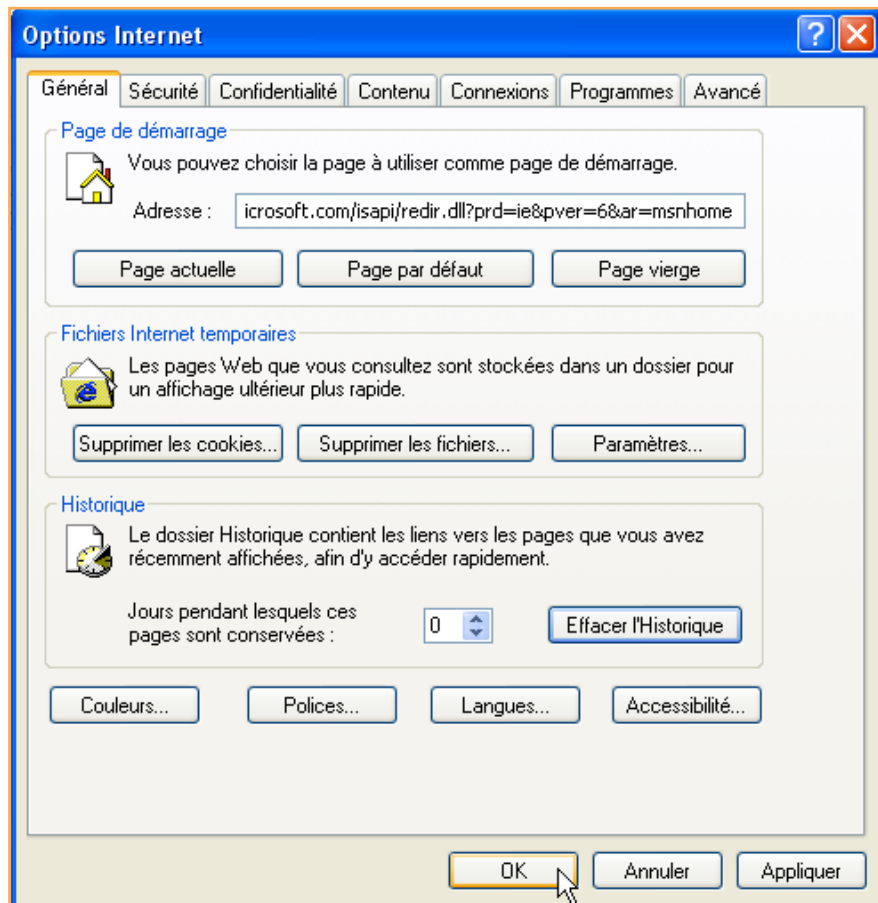 Options Internet
Général Sécurité Confidentialité Contenu Connexions Programmes Avancé
Page de démarrage
Vous pouvez choisir la page à utiliser comme page de démarrage.
Adresse : icrosoft.com/isapi/redir.dll?prd=ie&pver=6&ar=msnhome
Page actuelle Page par défaut Page vierge
Fichiers Internet temporaires
Les pages Web que vous consultez sont stockées dans un dossier pour
un affichage ultérieur plus rapide.
Supprimer les cookies... Supprimer les fichiers... Paramètres...
Historique
Le dossier Historique contient les liens vers les pages que vous avez
récemment affichées, afin d'y accéder rapidement.
Jours pendant lesquels ces
pages sont conservées : 0 Effacer l'Historique
Couleurs... Polices... Langues... Accessibilité...
OK Annuler Appliquer